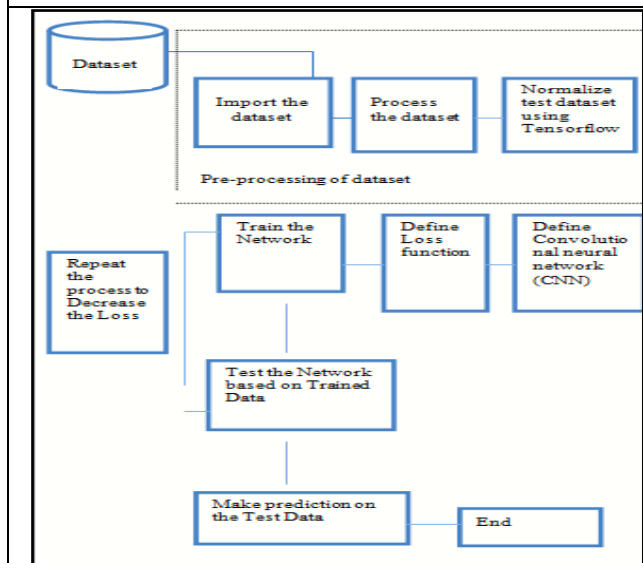 Dataset
Import the
dataset
Process
the dataset
Normalize
test dataset
using
Tensorflow
Pre-processing of dataset
Train the
Network
Define
Loss
function
Define
Convolutio
nal neural
network
(CNN)
Repeat
the
process to
Decrease
the Loss
Test the Network
based on Trained
Data
Make prediction on
the Test Data
End